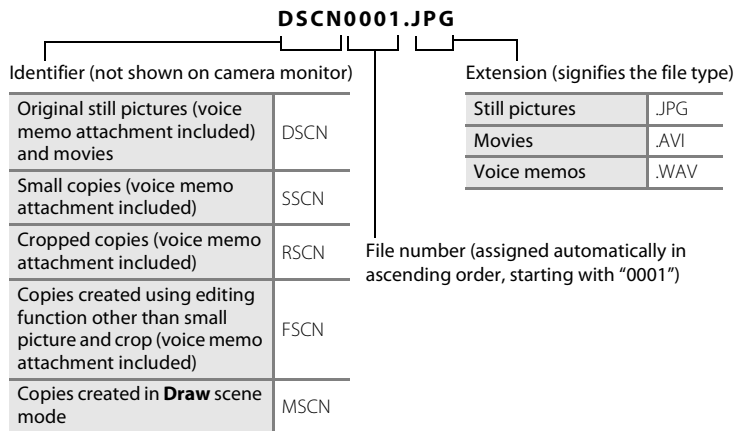 DSCN0001.JPG
Identifier (not shown on camera monitor)
Original still pictures (voice
memo attachment included)
and movies
DSCN
Small copies (voice memo
attachment included)
SSCN
Cropped copies (voice memo
attachment included)
RSCN
Copies created using editing
function other than small
picture and crop (voice memo
attachment included)
FSCN
Copies created in Draw scene
mode
MSCN
Extension (signifies the file type)
Still pictures
.JPG
Movies
.AVI
Voice memos
.WAV
File number (assigned automatically in
ascending order, starting with “0001”)